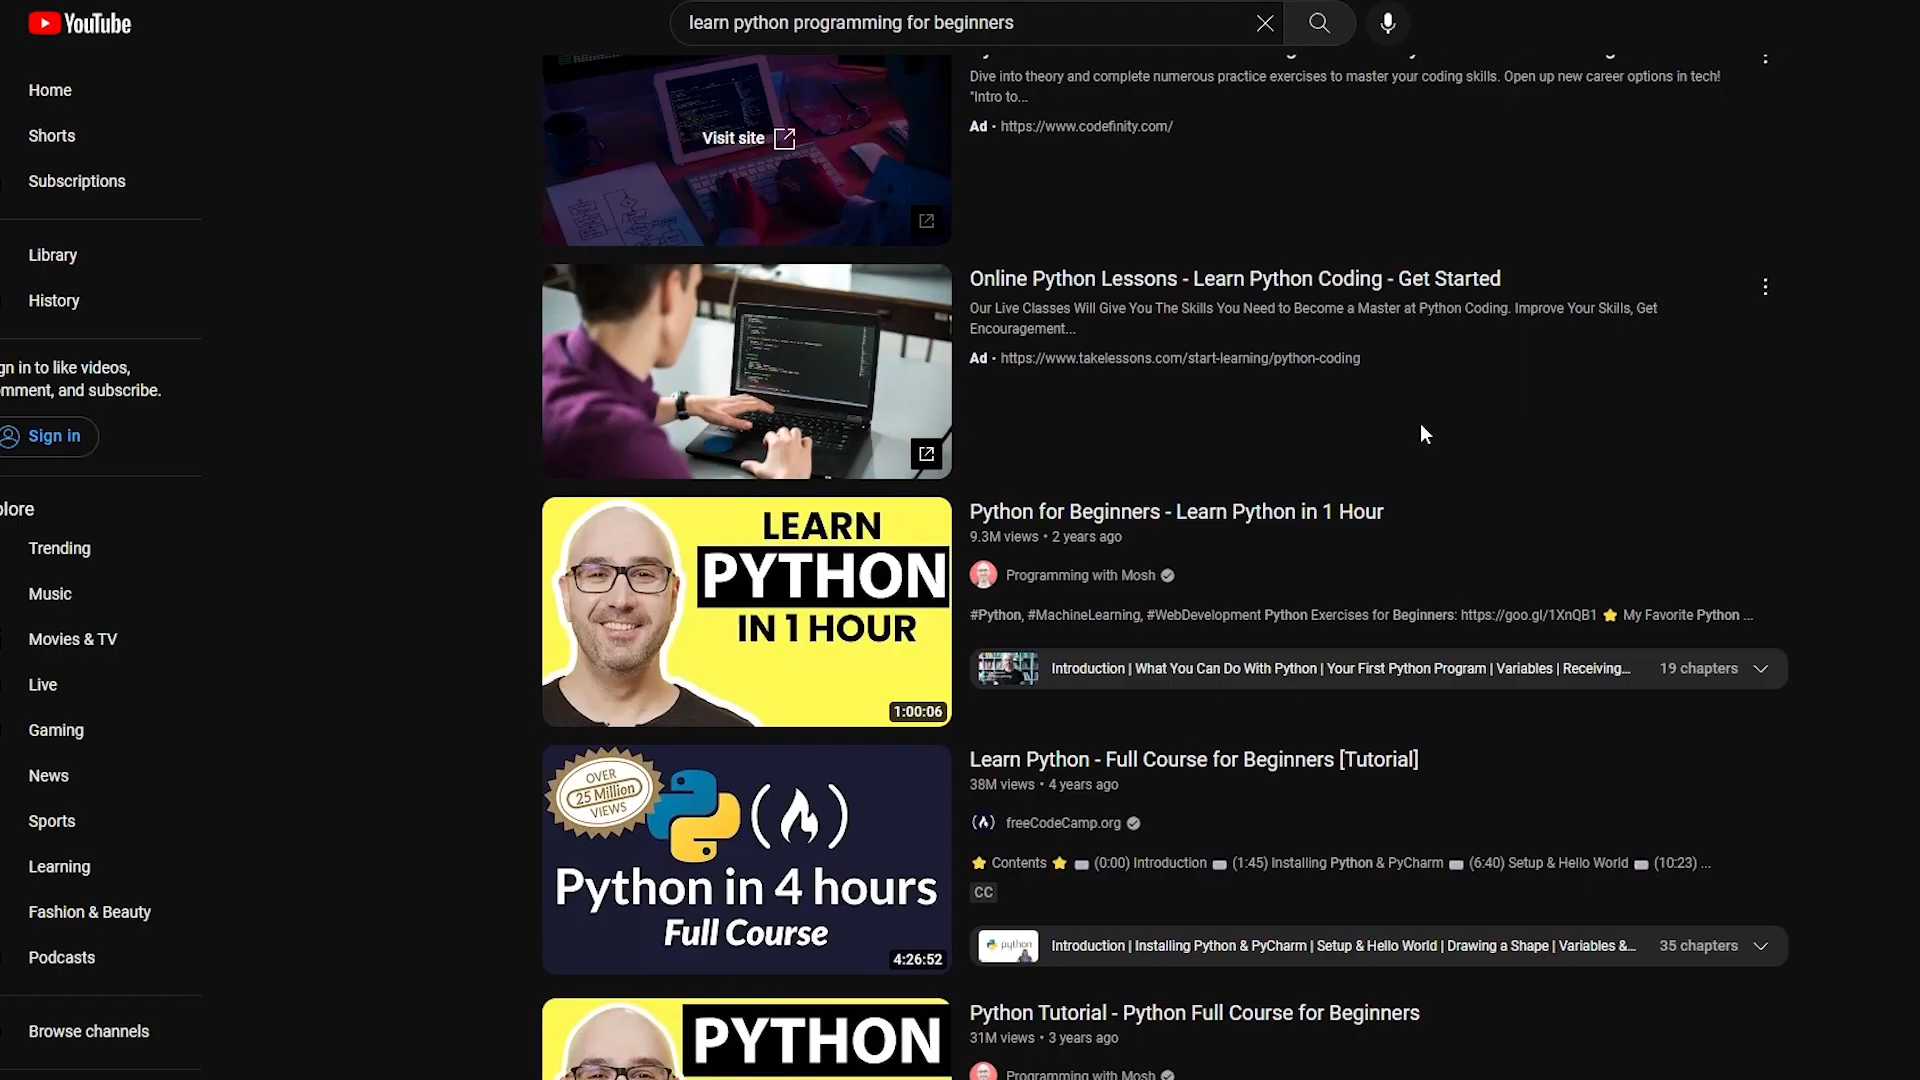 YouTube
learn python programming for beginners
Home
Shorts
Subscriptions
Library
History
gn in to like videos,
mment, and subscribe.
Sign in
lore
Trending
Music
Movies & TV
Live
Gaming
News
Sports
Learning
Fashion & Beauty
Podcasts
Browse channels
Visit site
Dive into theory and complete numerous practice exercises to master your coding skills. Open up new career options in tech!
"Intro to...
Ad · https://www.codefinity.com/
Online Python Lessons - Learn Python Coding - Get Started
Our Live Classes Will Give You The Skills You Need to Become a Master at Python Coding. Improve Your Skills, Get
Encouragement...
Ad · https://www.takelessons.com/start-learning/python-coding
LEARN
PYTHON
IN 1 HOUR
1:00:06
Python for Beginners - Learn Python in 1 Hour
9.3M views • 2 years ago
Programming with Mosh
#Python, #MachineLearning, #WebDevelopment Python Exercises for Beginners: https://goo.gl/1XnQB1 ⭐ My Favorite Python ...
Introduction | What You Can Do With Python | Your First Python Program | Variables | Receiving... 19 chapters
OVER
25 Million
VIEWS
Python in 4 hours
Full Course
4:26:52
Learn Python - Full Course for Beginners [Tutorial]
38M views • 4 years ago
freeCodeCamp.org
⭐ Contents ⭐ (0:00) Introduction (1:45) Installing Python & PyCharm (6:40) Setup & Hello World (10:23) ...
CC
python
Introduction | Installing Python & PyCharm | Setup & Hello World | Drawing a Shape | Variables &... 35 chapters
PYTHON
Python Tutorial - Python Full Course for Beginners
31M views • 3 years ago
Programming with Mosh